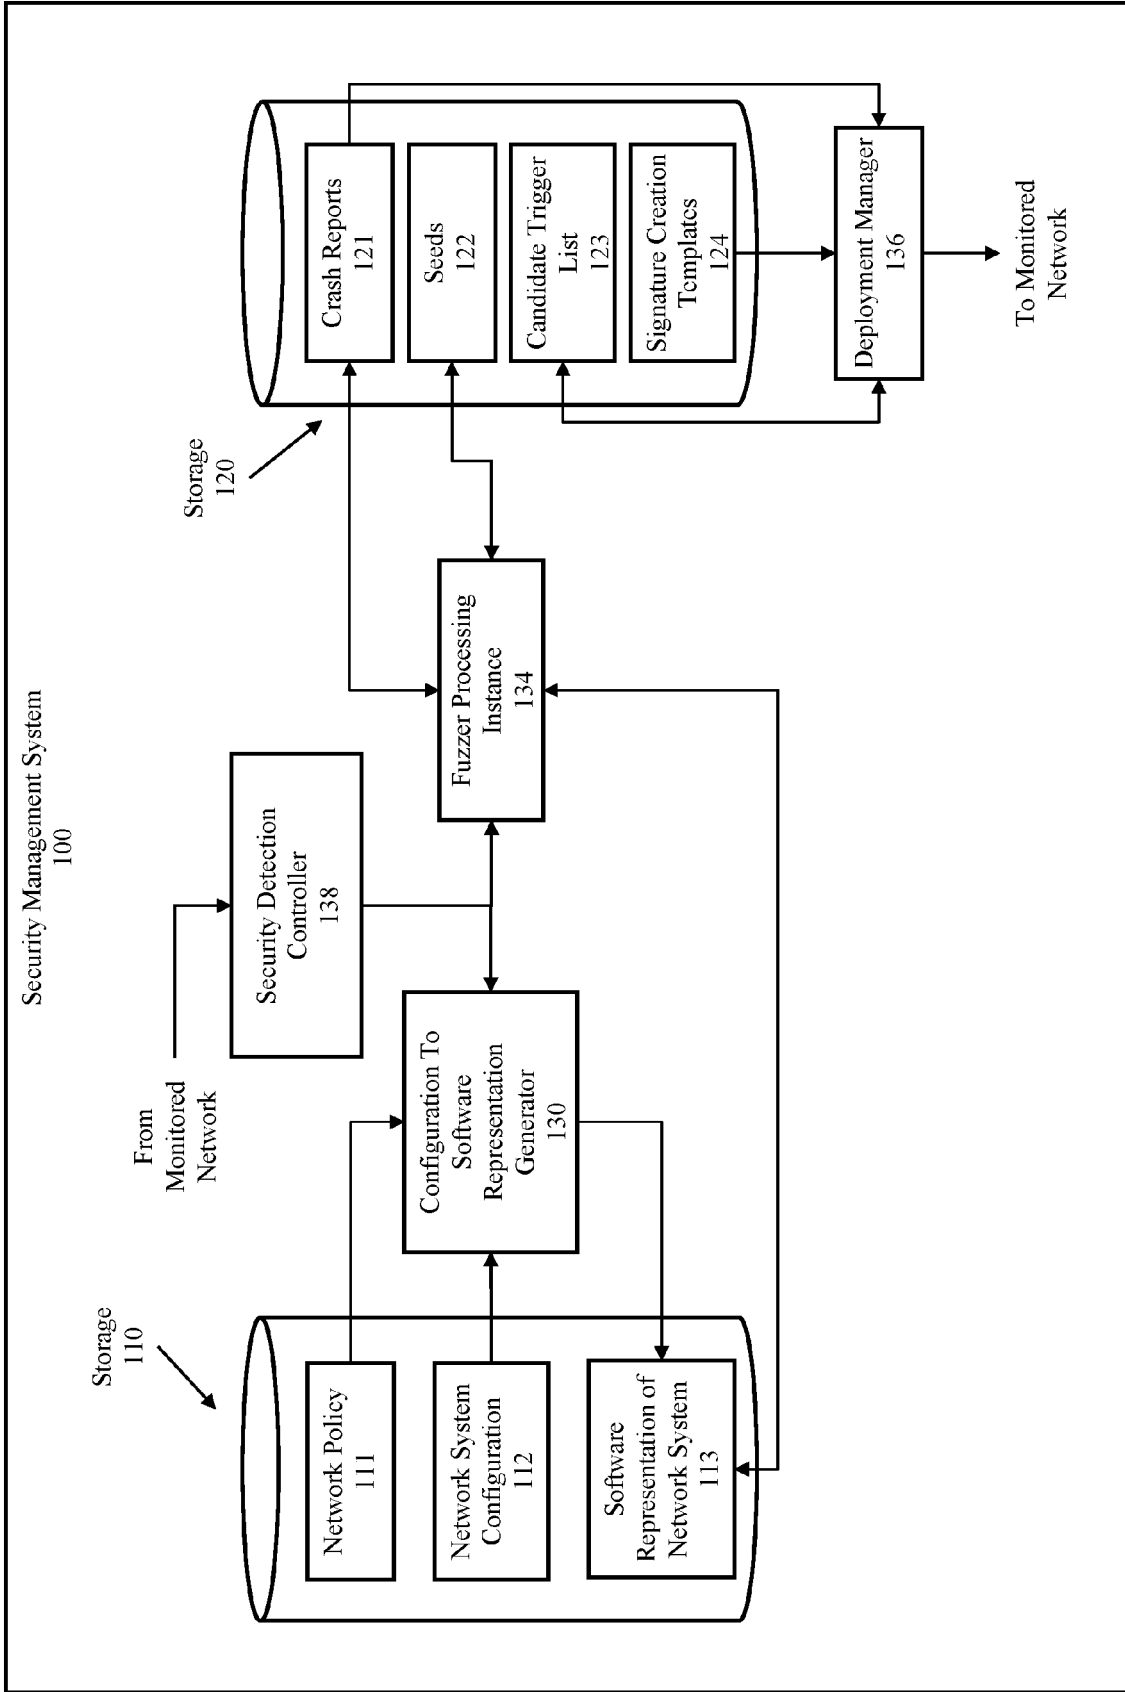 Security Management System
100
Storage
110
From
Monitored
Network
Storage
120
Network Policy
111
Network System
Configuration
112
Software
Representation of
Network System
113
Configuration To
Software
Representation
Generator
130
Security Detection
Controller
138
Fuzzer Processing
Instance
134
Crash Reports
121
Seeds
122
Candidate Trigger
List
123
Signature Creation
Templates
124
Deployment Manager
136
To Monitored
Network